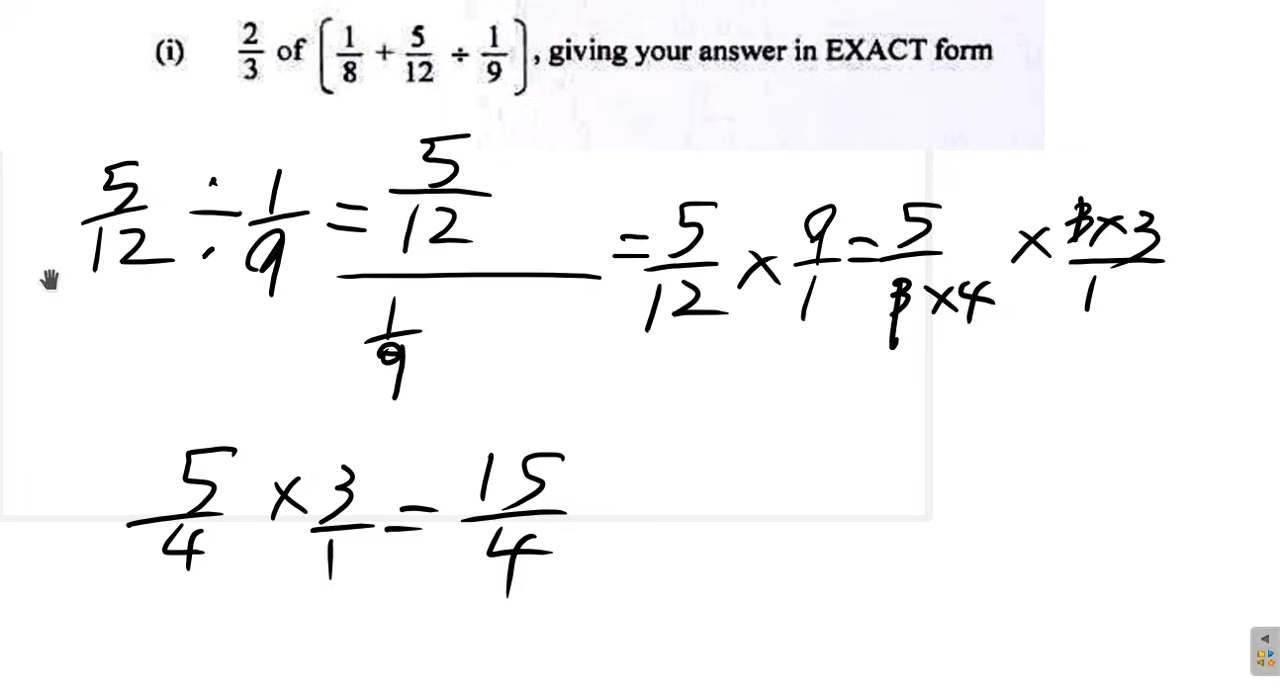 (i) 2/3 of [1/8 + 5/12 ÷ 1/9], giving your answer in EXACT form
5/12 ÷ 1/9 = (5/12)/(1/9) = 5/12 × 9/1 = 5/(3×4) × (3×3)/1
5/4 × 3/1 = 15/4